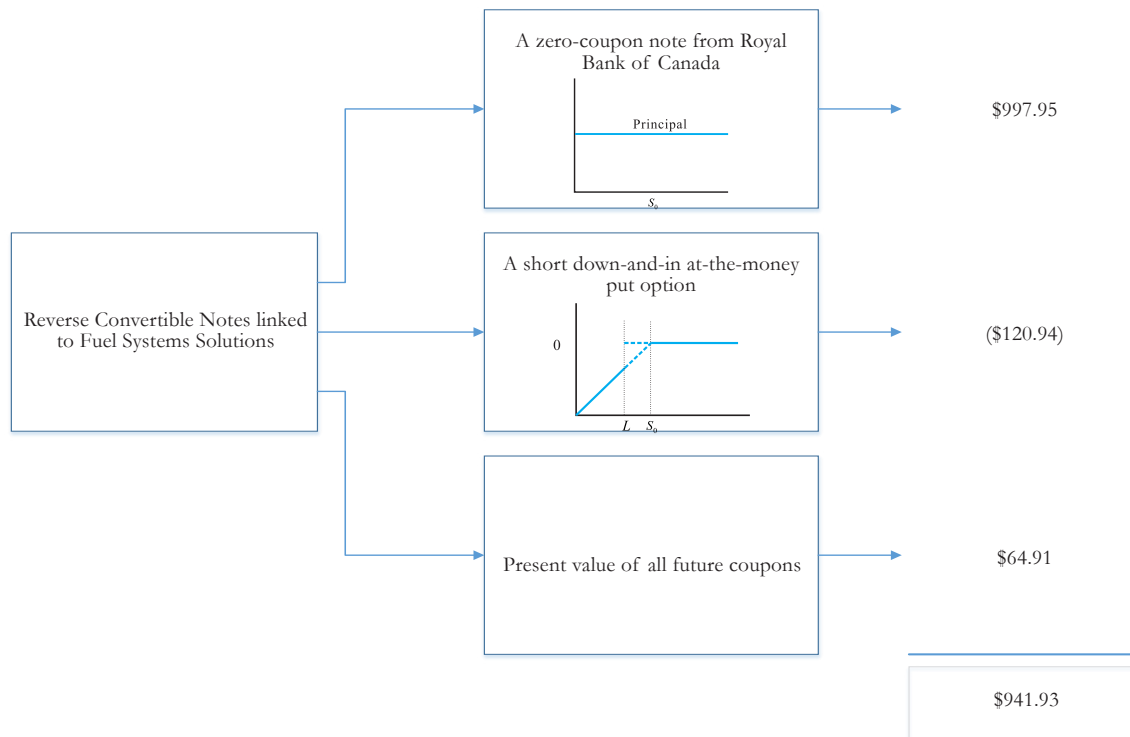 A zero-coupon note from Royal
Bank of Canada
Principal
S₀
$997.95
Reverse Convertible Notes linked
to Fuel Systems Solutions
A short down-and-in at-the-money
put option
0
L S₀
($120.94)
Present value of all future coupons
$64.91
$941.93